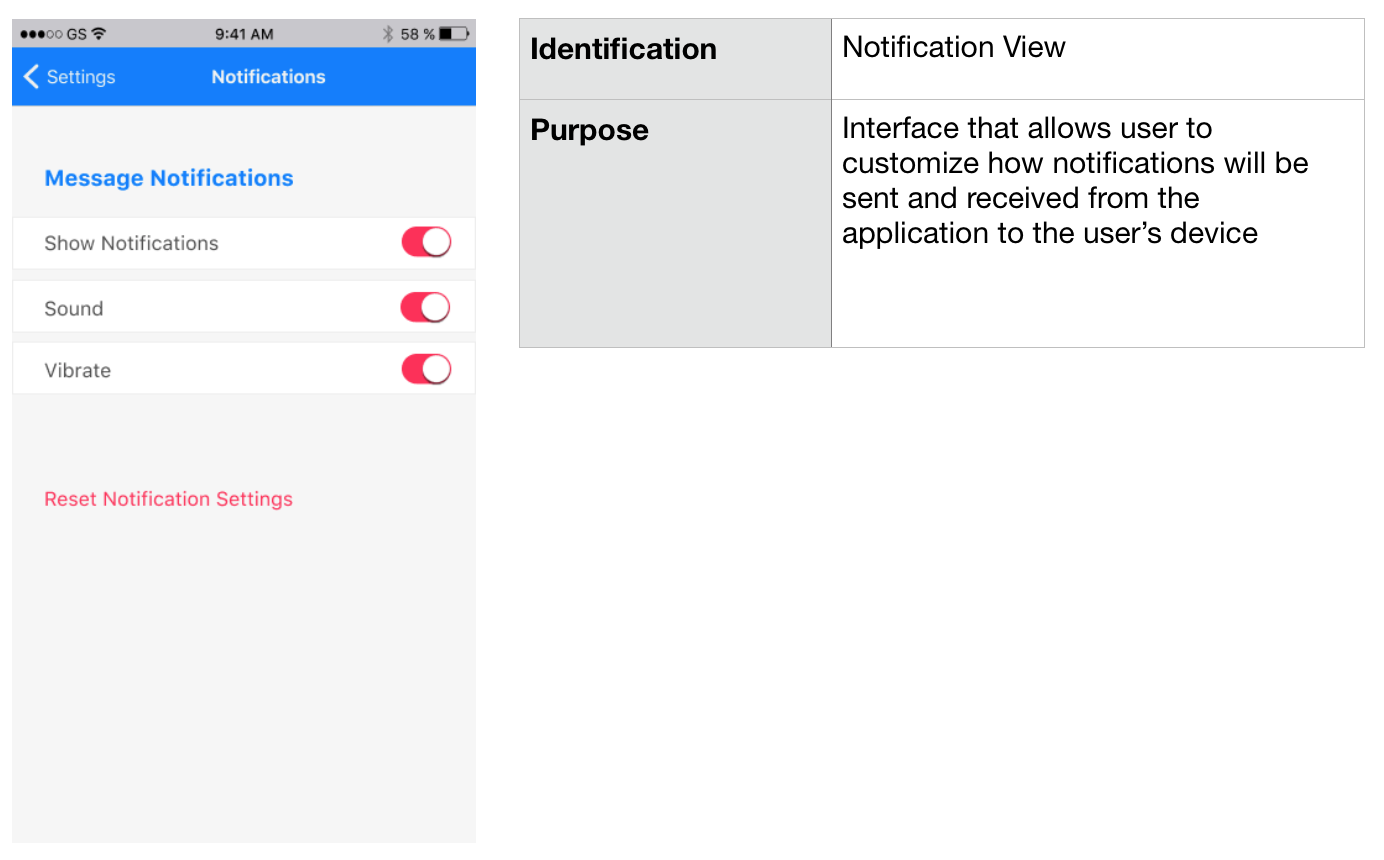 GS 9:41 AM 58 %
Settings Notifications
Message Notifications
Show Notifications
Sound
Vibrate
Reset Notification Settings
Identification Notification View
Purpose Interface that allows user to
customize how notifications will be
sent and received from the
application to the user’s device